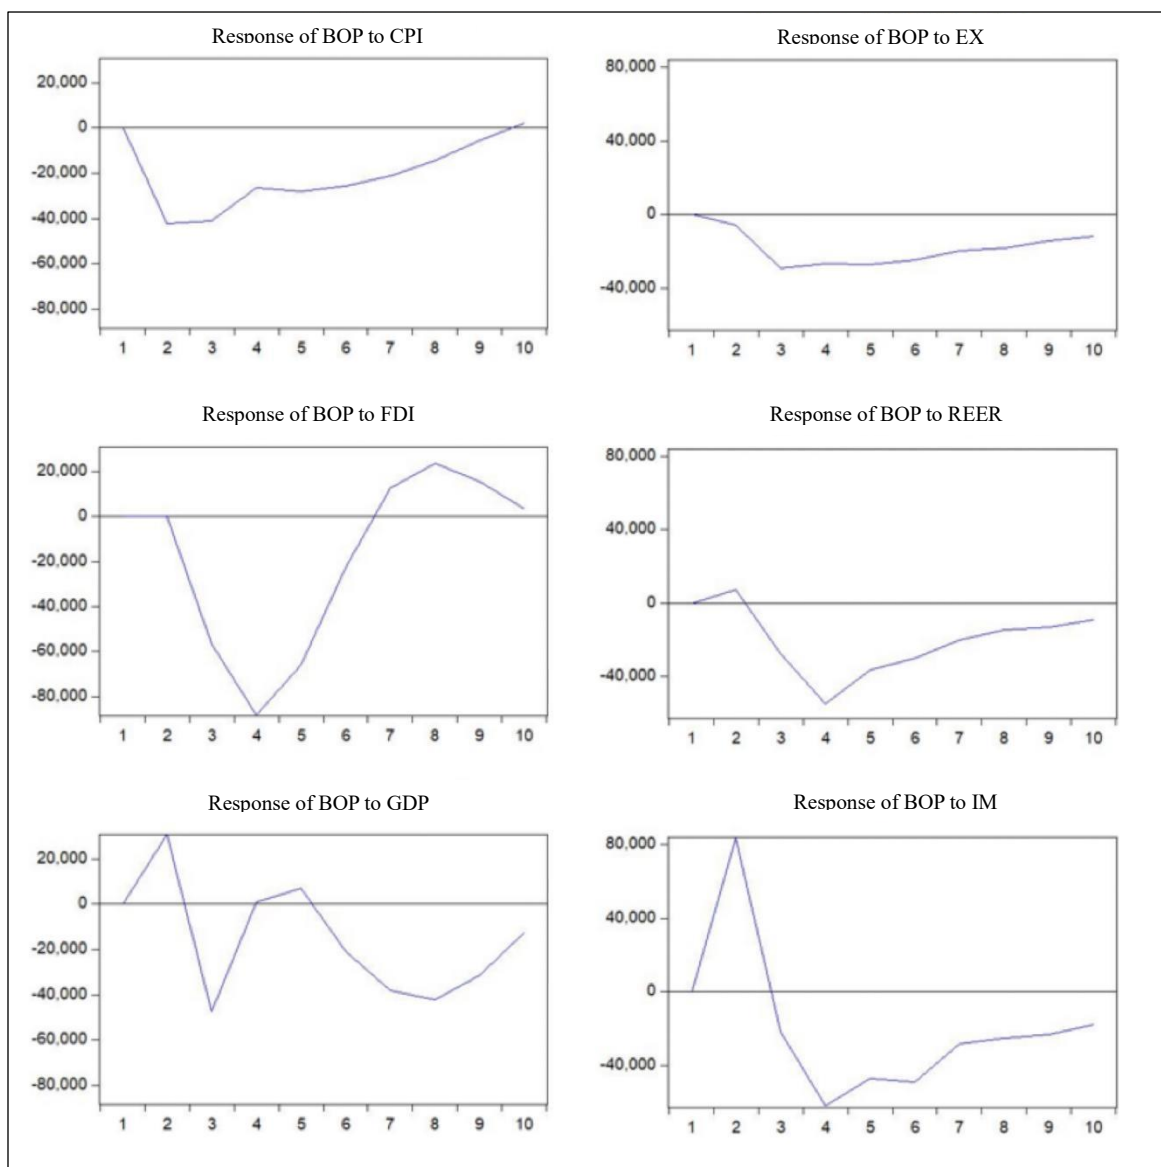 Response of BOP to CPI
20,000
0
-20,000
-40,000
-60,000
-80,000
1 2 3 4 5 6 7 8 9 10
Response of BOP to EX
80,000
40,000
0
-40,000
1 2 3 4 5 6 7 8 9 10
Response of BOP to FDI
20,000
0
-20,000
-40,000
-60,000
-80,000
1 2 3 4 5 6 7 8 9 10
Response of BOP to REER
80,000
40,000
0
-40,000
1 2 3 4 5 6 7 8 9 10
Response of BOP to GDP
20,000
0
-20,000
-40,000
-60,000
-80,000
1 2 3 4 5 6 7 8 9 10
Response of BOP to IM
80,000
40,000
0
-40,000
1 2 3 4 5 6 7 8 9 10